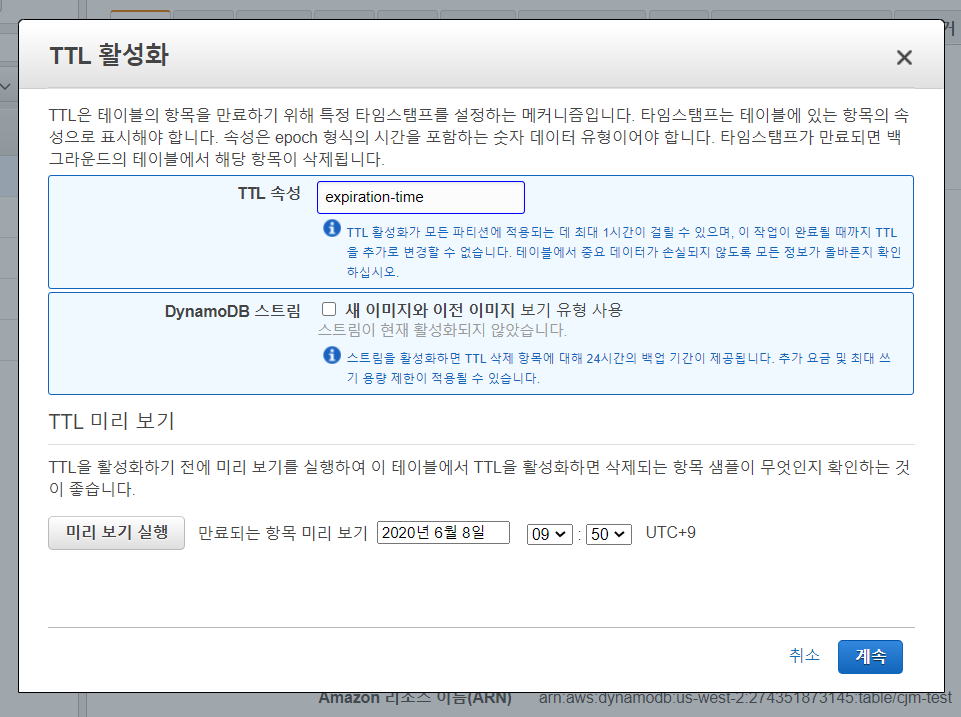 TTL 활성화
TTL은 테이블의 항목을 만료하기 위해 특정 타임스탬프를 설정하는 메커니즘입니다. 타임스탬프는 테이블에 있는 항목의 속
성으로 표시해야 합니다. 속성은 epoch 형식의 시간을 포함하는 숫자 데이터 유형이어야 합니다. 타임스탬프가 만료되면 백
그라운드의 테이블에서 해당 항목이 삭제됩니다.
TTL 속성 expiration-time
TTL 활성화가 모든 파티션에 적용되는 데 최대 1시간이 걸릴 수 있으며, 이 작업이 완료될 때까지 TTL
을 추가로 변경할 수 없습니다. 테이블에서 중요 데이터가 손실되지 않도록 모든 정보가 올바른지 확인
하십시오.
DynamoDB 스트림 새 이미지와 이전 이미지 보기 유형 사용
스트림이 현재 활성화되지 않았습니다.
스트림을 활성화하면 TTL 삭제 항목에 대해 24시간의 백업 기간이 제공됩니다. 추가 요금 및 최대 쓰
기 용량 제한이 적용될 수 있습니다.
TTL 미리 보기
TTL을 활성화하기 전에 미리 보기를 실행하여 이 테이블에서 TTL을 활성화하면 삭제되는 항목 샘플이 무엇인지 확인하는 것
이 좋습니다.
미리 보기 실행 만료되는 항목 미리 보기 2020년 6월 8일 09 : 50 UTC+9
취소 계속
Amazon 리소스 이름(ARN) arn:aws:dynamodb:us-west-2:274351873145:table/cjm-test